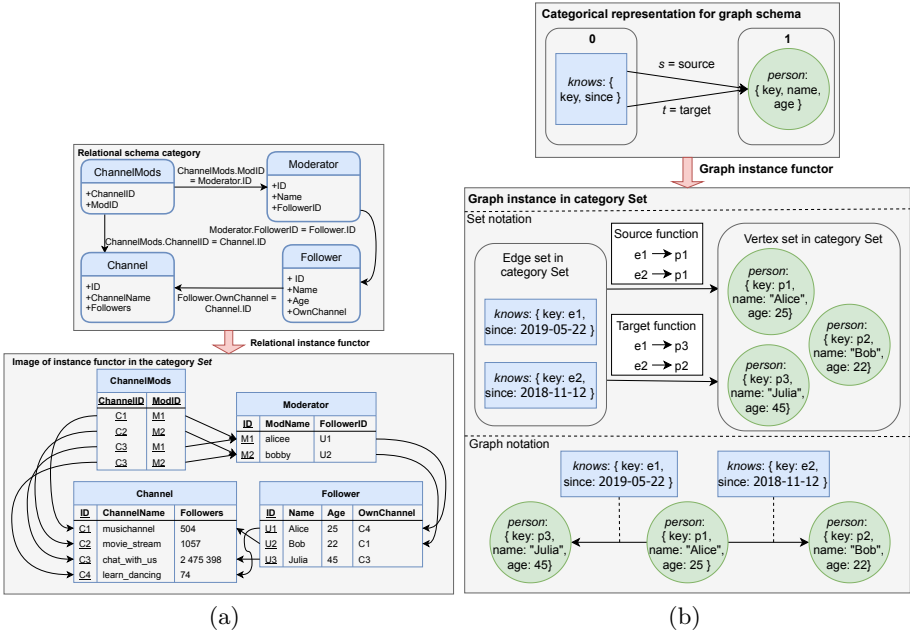 Relational schema category
ChannelMods
+ChannelID
+ModID
ChannelMods.ModID
= Moderator.ID
Moderator
+ID
+Name
+FollowerID
Moderator.FollowerID = Follower.ID
ChannelMods.ChannelID = Channel.ID
Channel
+ID
+ChannelName
+Followers
Follower.OwnChannel =
Channel.ID
Follower
+ ID
+Name
+Age
+OwnChannel
Relational instance functor
Image of instance functor in the category Set
ChannelMods
ChannelID ModID
C1 M1
C2 M2
C3 M1
C3 M2
Moderator
ID ModName FollowerID
M1 alicee U1
M2 bobby U2
Channel
ID ChannelName Followers
C1 musichannel 504
C2 movie_stream 1057
C3 chat_with_us 2 475 398
C4 learn_dancing 74
Follower
ID Name Age OwnChannel
U1 Alice 25 C4
U2 Bob 22 C1
U3 Julia 45 C3
(a)
Categorical representation for graph schema
0
knows: {
key, since }
s = source
t = target
1
person:
{ key, name,
age }
Graph instance functor
Graph instance in category Set
Set notation
Edge set in
category Set
knows: { key: e1,
since: 2019-05-22 }
knows: { key: e2,
since: 2018-11-12 }
Source function
e1 → p1
e2 → p1
Target function
e1 → p3
e2 → p2
Vertex set in category Set
person:
{ key: p1,
name: "Alice",
age: 25}
person:
{ key: p2,
name: "Bob",
age: 22}
person:
{ key: p3,
name: "Julia",
age: 45}
Graph notation
knows: { key: e1,
since: 2019-05-22 }
knows: { key: e2,
since: 2018-11-12 }
person:
{ key: p3,
name: "Julia",
age: 45}
person:
{ key: p1,
name: "Alice",
age: 25 }
person:
{ key: p2,
name: "Bob",
age: 22}
(b)